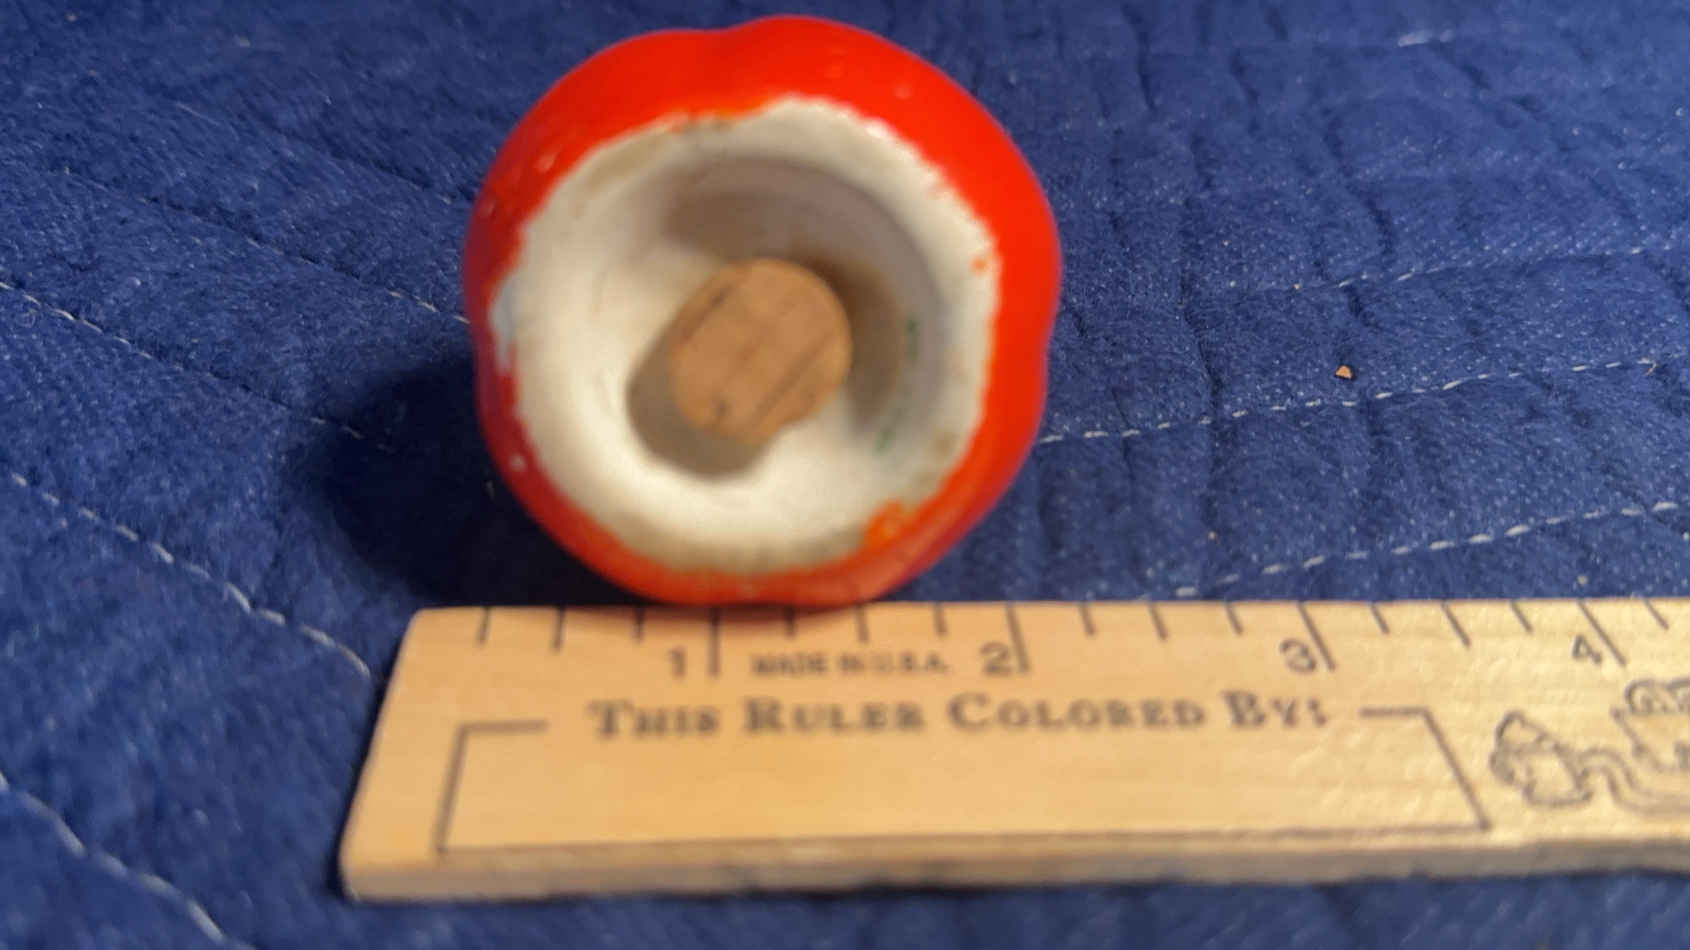 1 MADE IN U.S.A. 2 3 4
THIS RULER COLORED BY: